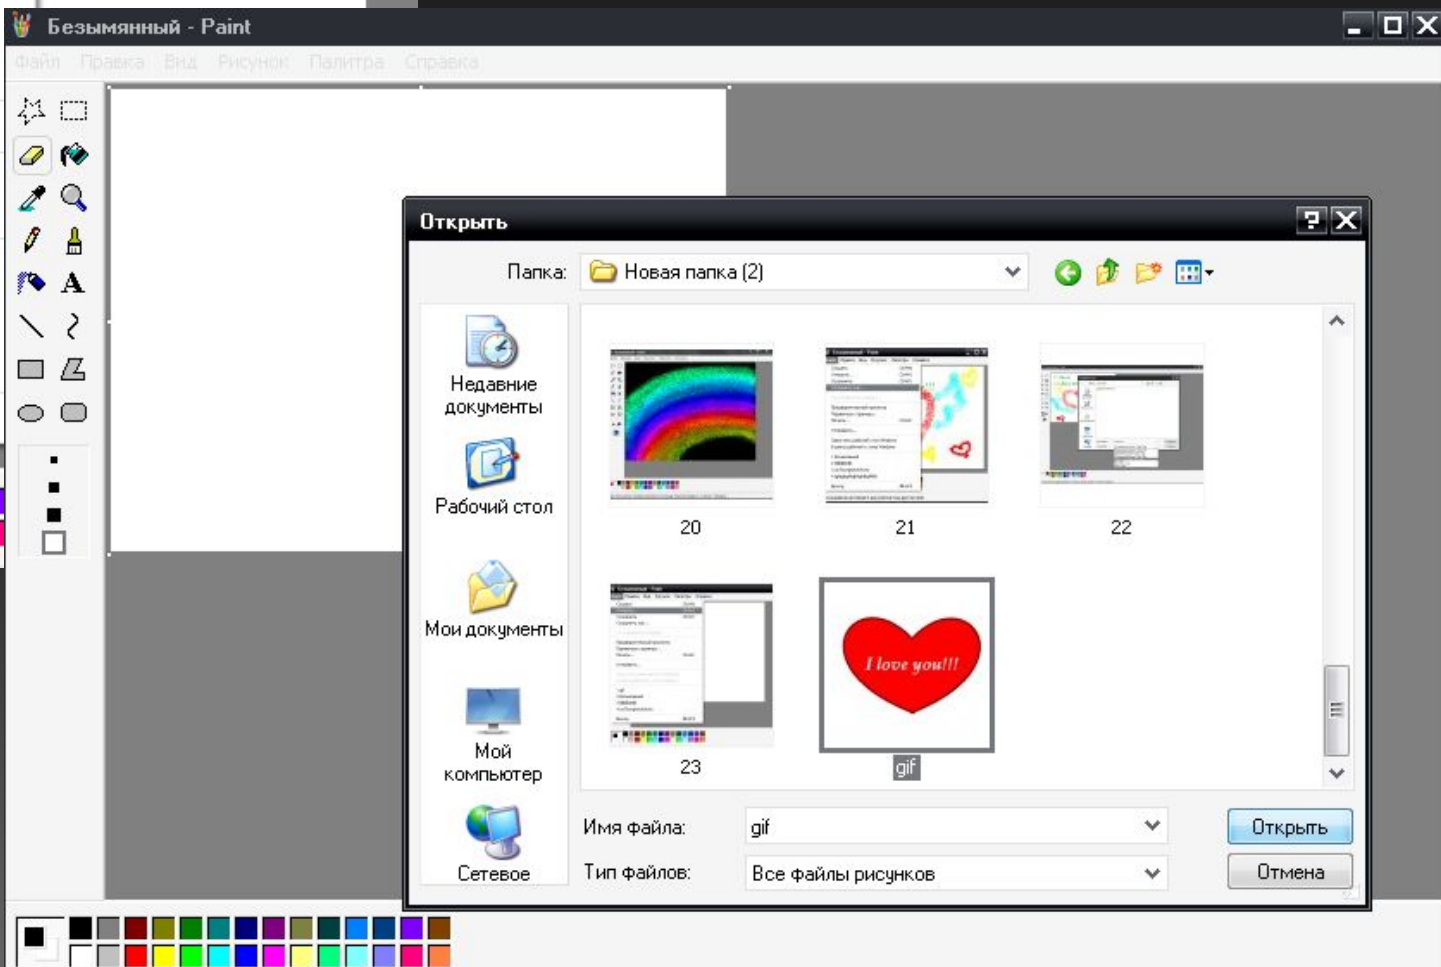 Безымянный - Paint
Файл Правка Вид Рисунок Палитра Справка
Открыть
Папка: Новая папка (2)
Недавние
документы
Рабочий стол
Мои документы
Мой
компьютер
Сетевое
20 21 22
I love you!!!
23 gif
Имя файла: gif Открыть
Тип файлов: Все файлы рисунков Отмена